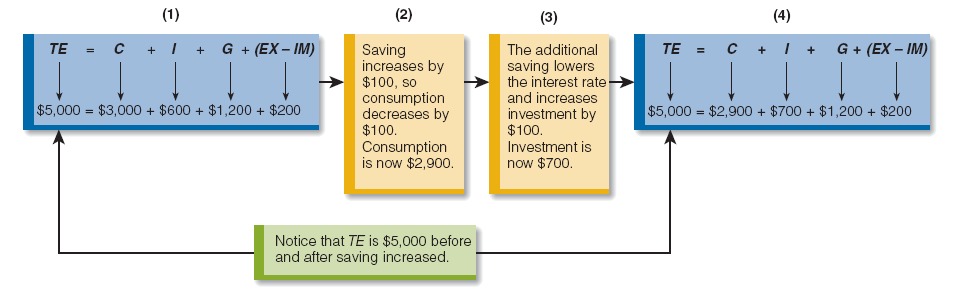 (1)
TE = C + I + G + (EX – IM)
$5,000 = $3,000 + $600 + $1,200 + $200
(2)
Saving
increases by
$100, so
consumption
decreases by
$100.
Consumption
is now $2,900.
(3)
The additional
saving lowers
the interest rate
and increases
investment by
$100.
Investment is
now $700.
(4)
TE = C + I + G + (EX – IM)
$5,000 = $2,900 + $700 + $1,200 + $200
Notice that TE is $5,000 before
and after saving increased.